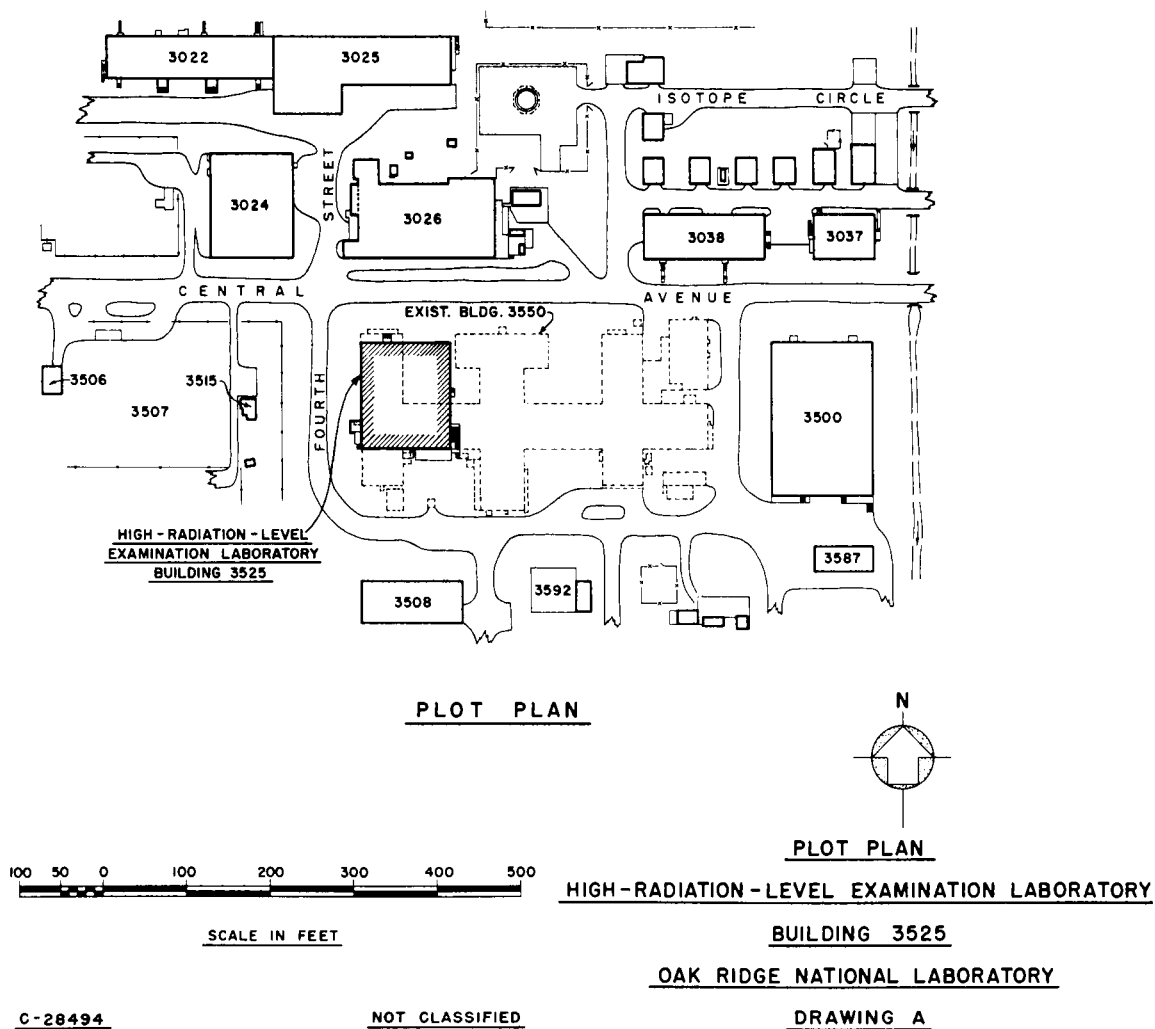 3022
3025
ISOTOPE CIRCLE
STREET
3024
3026
3038
3037
CENTRAL AVENUE
EXIST. BLDG. 3550
3506
3515
3507
FOURTH
3500
HIGH-RADIATION-LEVEL
EXAMINATION LABORATORY
BUILDING 3525
3587
3508
3592
PLOT PLAN
N
PLOT PLAN
100 50 0 100 200 300 400 500
HIGH-RADIATION-LEVEL EXAMINATION LABORATORY
SCALE IN FEET
BUILDING 3525
OAK RIDGE NATIONAL LABORATORY
C-28494
NOT CLASSIFIED
DRAWING A